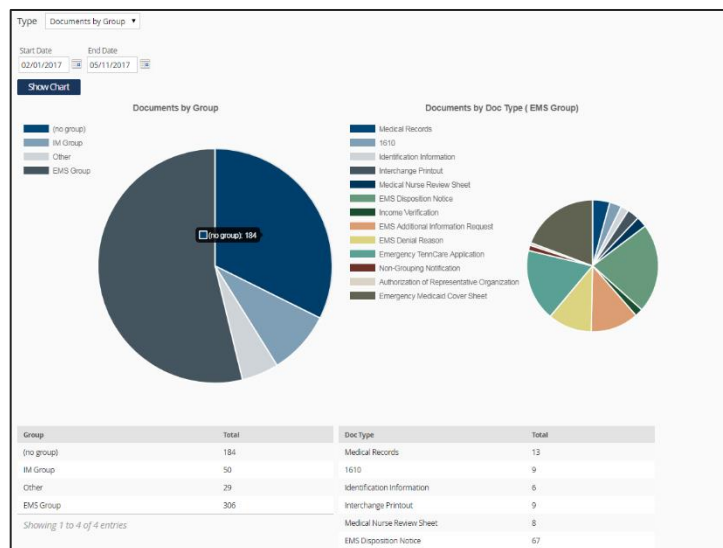 Type Documents by Group
Start Date End Date
02/01/2017 05/11/2017
Show Chart
Documents by Group
(no group)
IM Group
Other
EMS Group
(no group): 184
Documents by Doc Type ( EMS Group)
Medical Records
1610
Identification Information
Interchange Printout
Medical Nurse Review Sheet
EMS Disposition Notice
Income Verification
EMS Additional Information Request
EMS Denial Reason
Emergency TennCare Application
Non-Grouping Notification
Authorization of Representative Organization
Emergency Medicaid Cover Sheet
Group Total
(no group) 184
IM Group 50
Other 29
EMS Group 306
Showing 1 to 4 of 4 entries
Doc Type Total
Medical Records 13
1610 9
Identification Information 6
Interchange Printout 9
Medical Nurse Review Sheet 8
EMS Disposition Notice 67